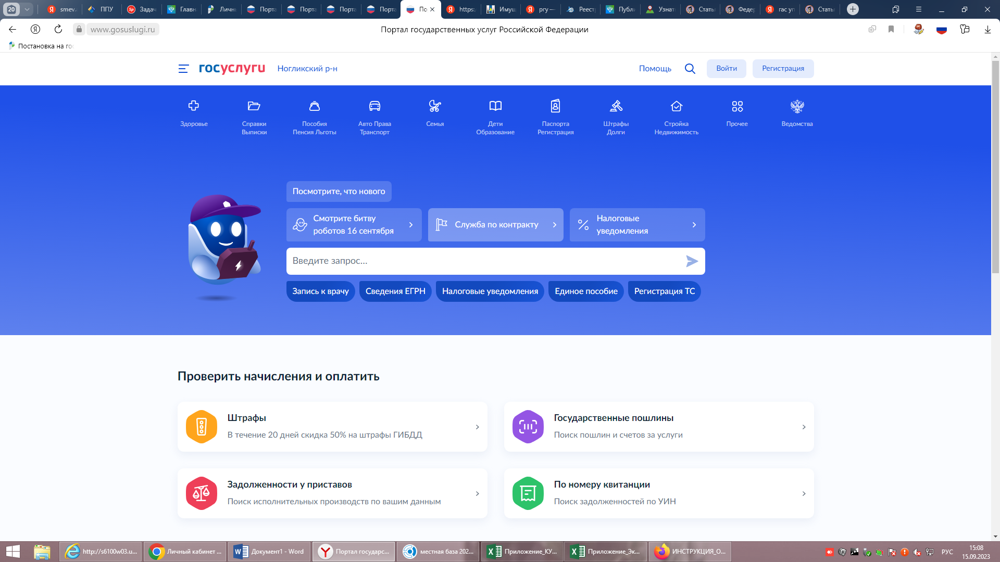 20
smev.
ППУ
Задач
Главн
Личны
Порта
Порта
Порта
Порта
По
https:
Имущ
ргу —
Реест
Публи
Узнат
Стать
Федер
гас уп
Стать
www.gosuslugi.ru
Портал государственных услуг Российской Федерации
Постановка на гос
госуслуги
Ногликский р-н
Помощь
Войти
Регистрация
Здоровье
Справки
Выписки
Пособия
Пенсия Льготы
Авто Права
Транспорт
Семья
Дети
Образование
Паспорта
Регистрация
Штрафы
Долги
Стройка
Недвижимость
Прочее
Ведомства
Посмотрите, что нового
Смотрите битву
роботов 16 сентября
Служба по контракту
Налоговые
уведомления
Введите запрос...
Запись к врачу
Сведения ЕГРН
Налоговые уведомления
Единое пособие
Регистрация ТС
Проверить начисления и оплатить
Штрафы
В течение 20 дней скидка 50% на штрафы ГИБДД
Государственные пошлины
Поиск пошлин и счетов за услуги
Задолженности у приставов
Поиск исполнительных производств по вашим данным
По номеру квитанции
Поиск задолженностей по УИН
http://s6100w03.u...
Личный кабинет ...
Документ1 - Word
Портал государс...
местная база 202...
Приложение_КУ...
Приложение_Эк...
ИНСТРУКЦИЯ_О...
РУС
15:08
15.09.2023